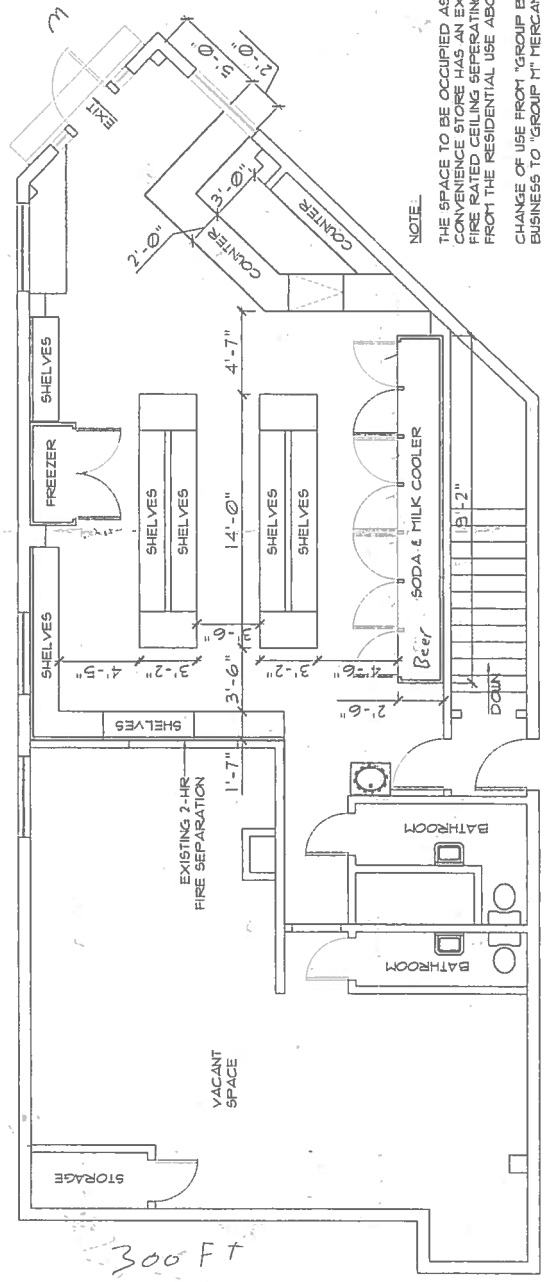 3
EXIT
5'-0"
2'-0"
3'-0"
2'-0"
COUNTER
COUNTER
NOTE:
THE SPACE TO BE OCCUPIED AS
CONVENIENCE STORE HAS AN EX
FIRE RATED CEILING SEPERATING
FROM THE RESIDENTIAL USE ABO
CHANGE OF USE FROM "GROUP B
BUSINESS TO "GROUP M" MERCAN
SHELVES
FREEZER
SHELVES
SHELVES
SHELVES
SHELVES
SHELVES
SHELVES
4'-7"
14'-0"
3'-6"
1'-7"
4'-5"
3'-2"
3'-6"
3'-2"
4'-6"
2'-6"
Beer
SODA & MILK COOLER
19'-2"
DOWN
EXISTING 2-HR
FIRE SEPARATION
BATHROOM
BATHROOM
VACANT
SPACE
STORAGE
300 FT